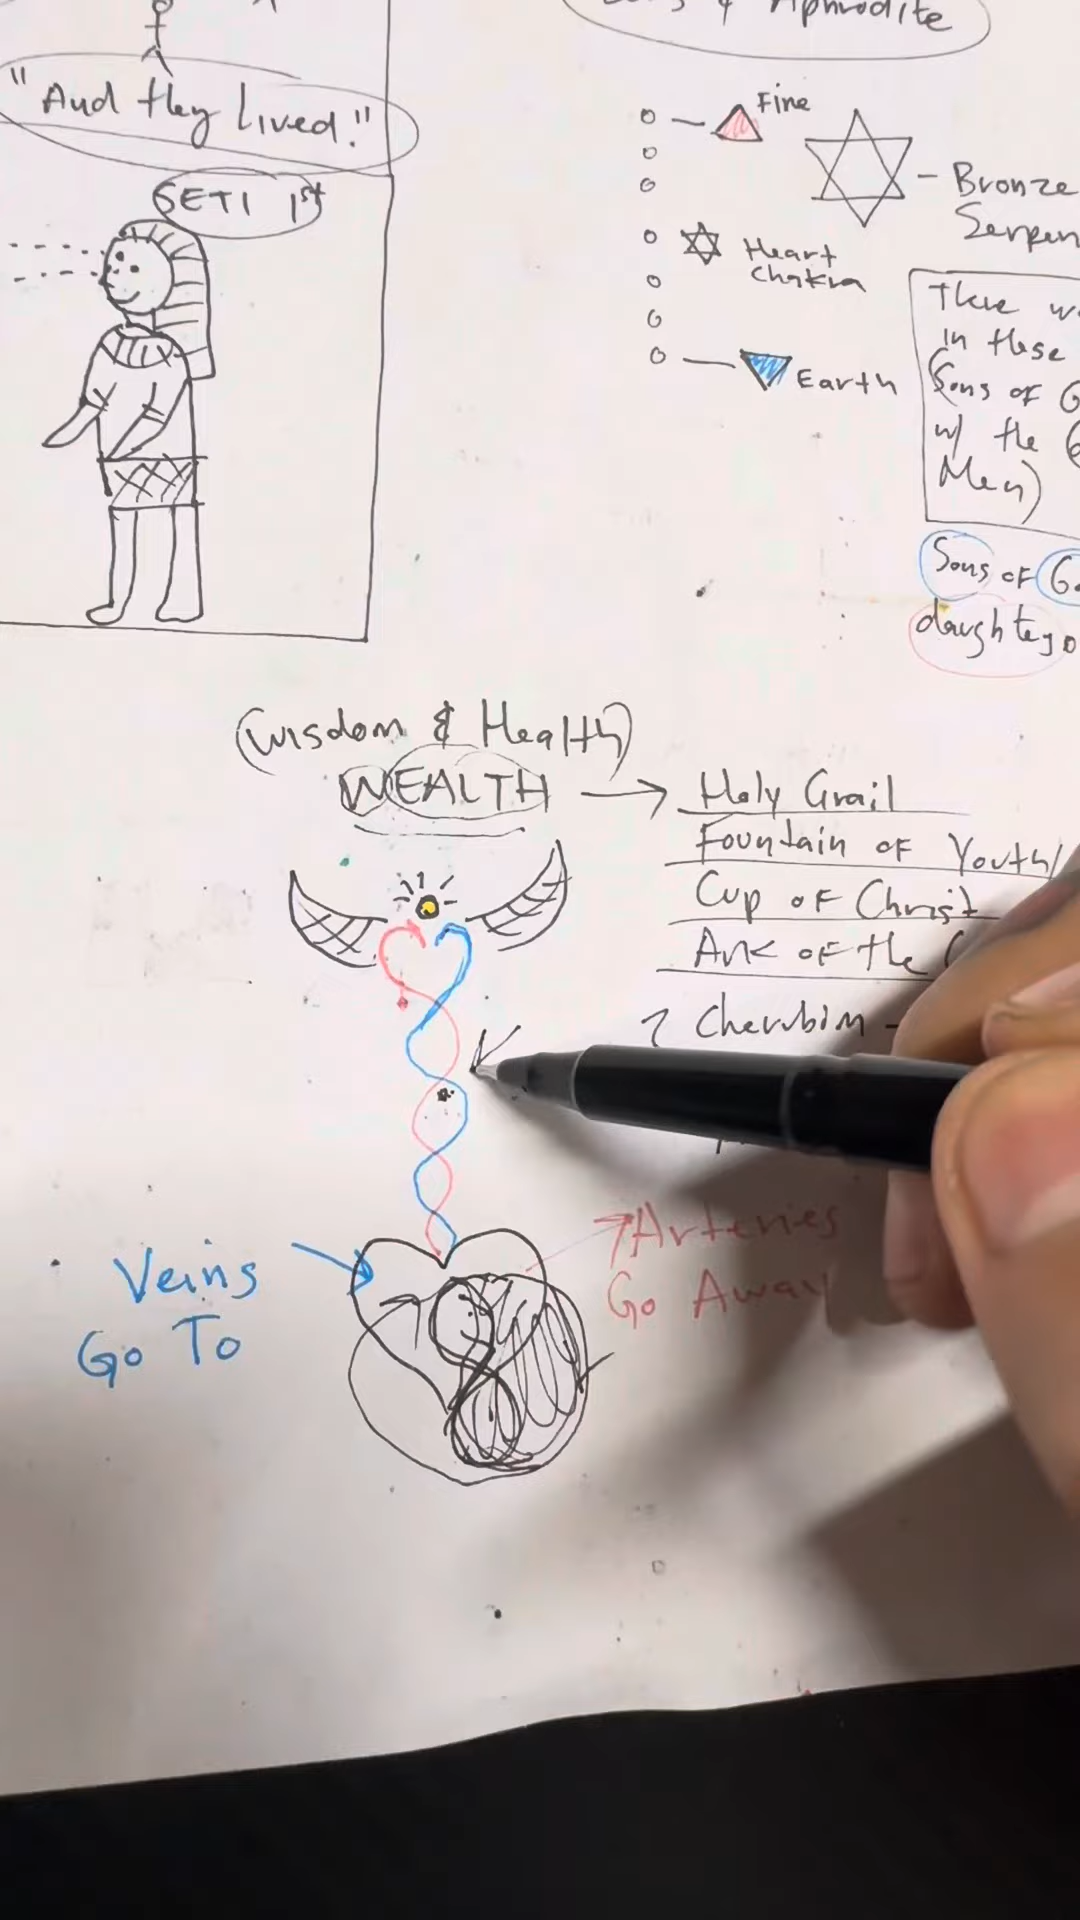 & Aphrodite
"And they Lived."
SETI 1st
Fire
Bronze
Heart
Chakra
Earth
in these
Sons of
w/ the
Men)
Sons of
(Wisdom & Health)
WEALTH
Holy Grail
Fountain of Youth/
Cup of Christ
Ark of the
Cherubim -
Veins
Go To
Arteries
Go Away